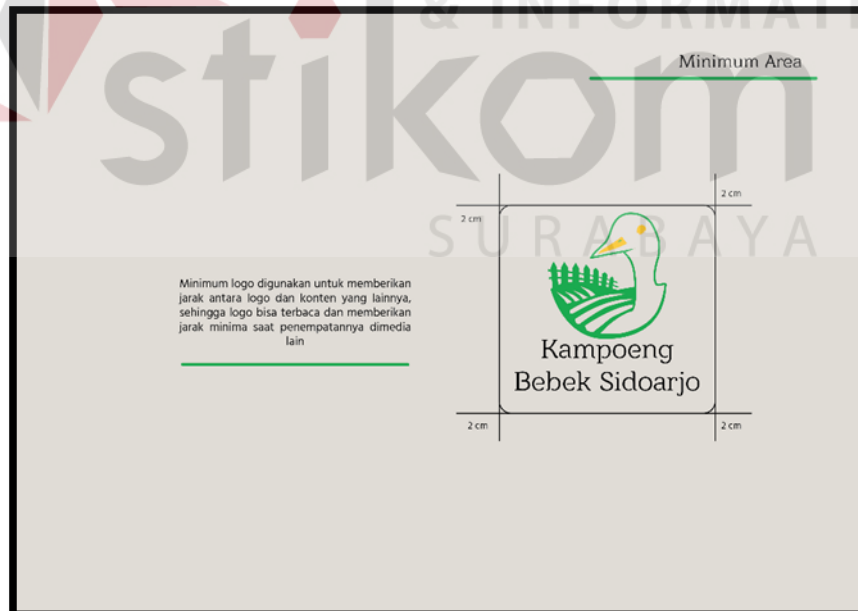 & INFORMATI
stikom
SURABAYA
Minimum Area
2 cm
2 cm
Minimum logo digunakan untuk memberikan
jarak antara logo dan konten yang lainnya,
sehingga logo bisa terbaca dan memberikan
jarak minima saat penempatannya dimedia
lain
Kampoeng
Bebek Sidoarjo
2 cm
2 cm